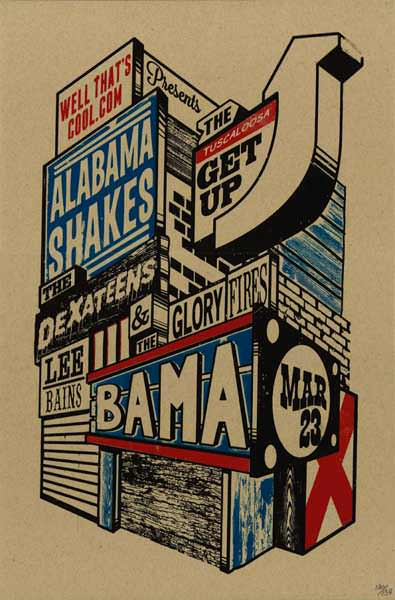 WELL THAT'S
COOL.COM
Presents
THE
TUSCALOOSA
GET
UP
ALABAMA
SHAKES
THE
DEXATEENS
LEE
BAINS
III
&
THE
GLORY FIRES
BAMA
MAR
23
X